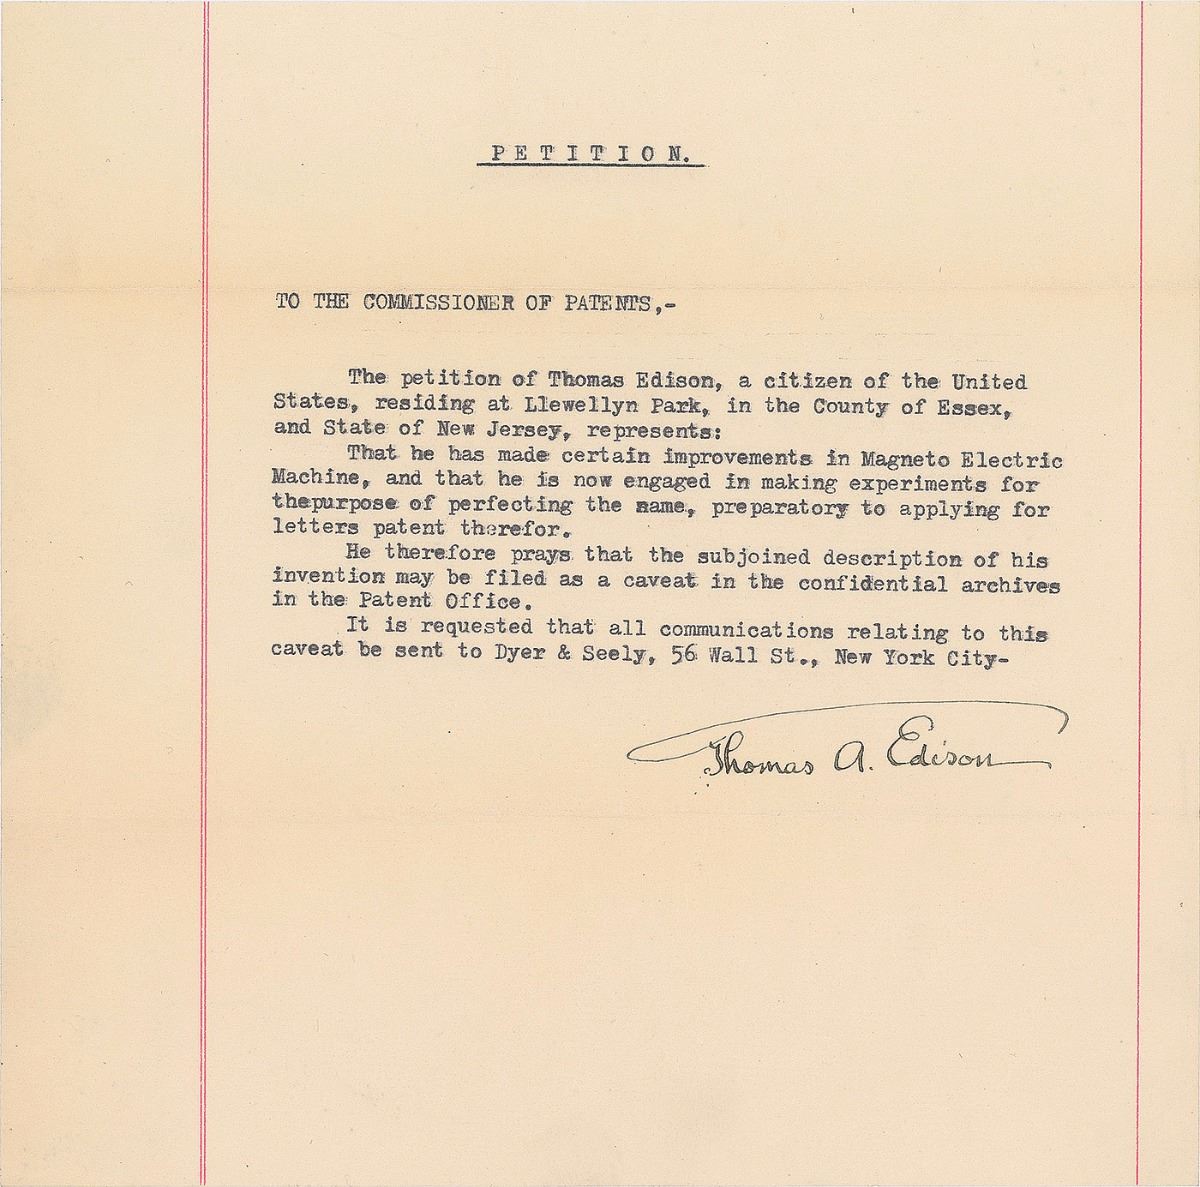 PETITION.
TO THE COMMISSIONER OF PATENTS,-
The petition of Thomas Edison, a citizen of the United
States, residing at Llewellyn Park, in the County of Essex,
and State of New Jersey, represents:
That he has made certain improvements in Magneto Electric
Machine, and that he is now engaged in making experiments for
thepurpose of perfecting the same, preparatory to applying for
letters patent therefor.
He therefore prays that the subjoined description of his
invention may be filed as a caveat in the confidential archives
in the Patent Office.
It is requested that all communications relating to this
caveat be sent to Dyer & Seely, 56 Wall St., New York City-
Thomas A. Edison